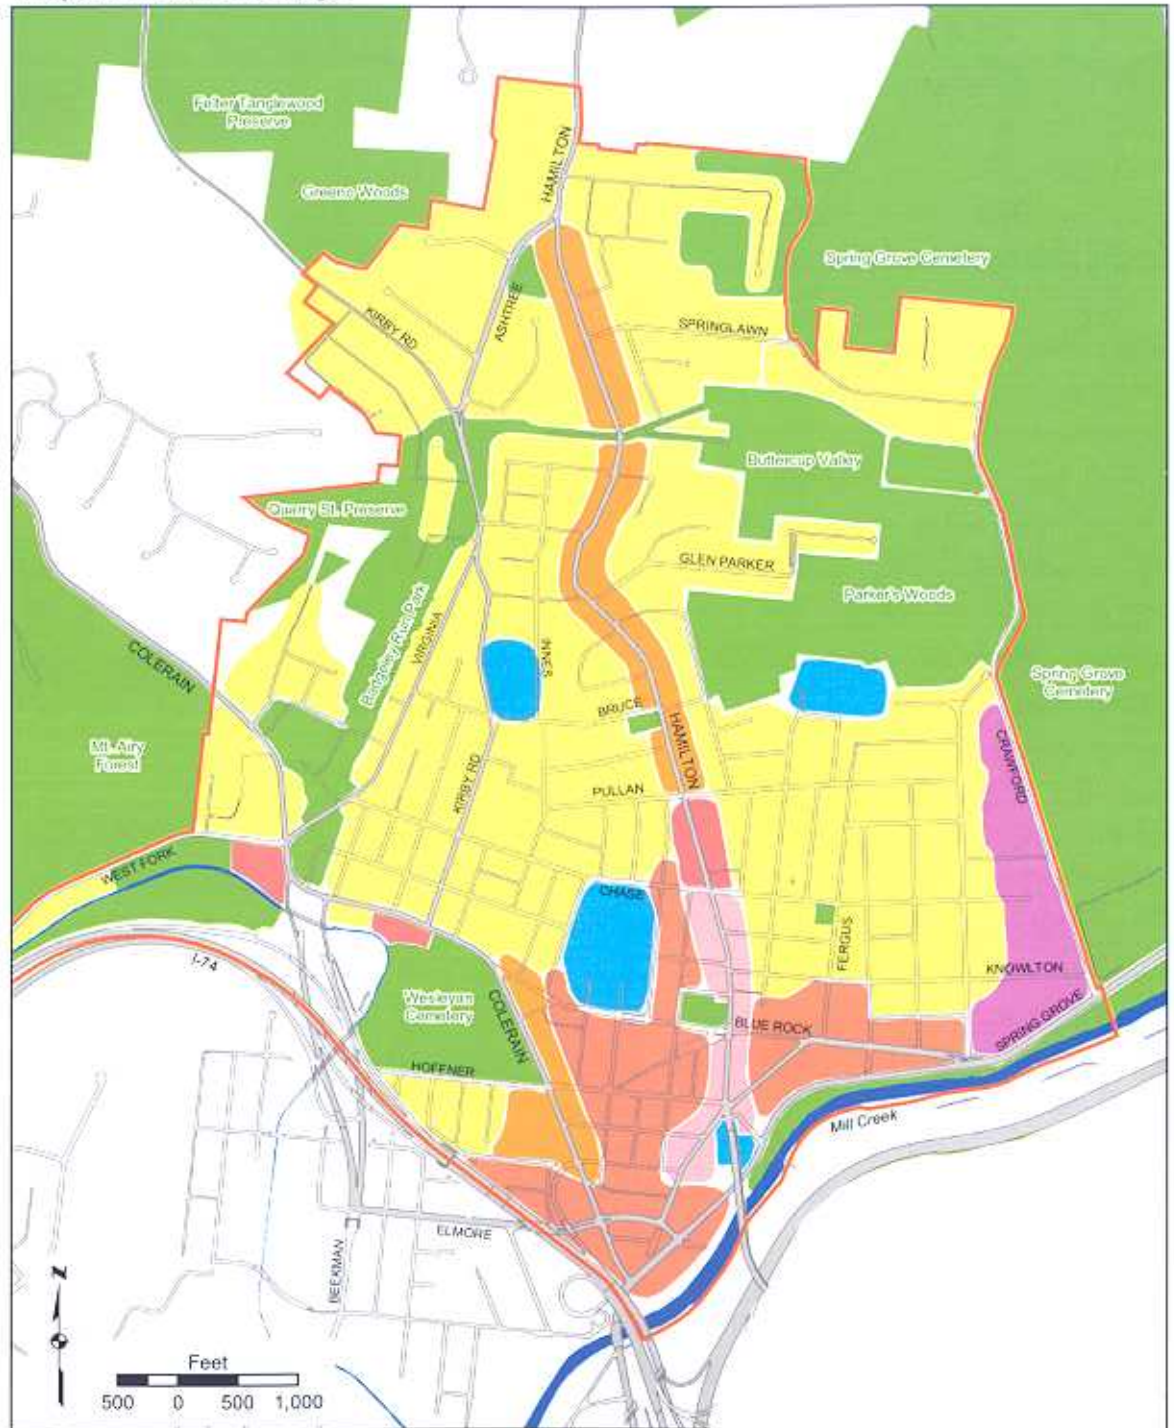 Felter Tanglewood
Preserve
Greeno Woods
HAMILTON
Spring Grove Cemetery
ASHTREE
KIRBY RD
SPRINGLAWN
Buttercup Valley
Quarry St. Preserve
GLEN PARKER
Parker's Woods
Badgeley Run Park
VIRGINIA
INNES
COLERAIN
Spring Grove
Cemetery
BRUCE
HAMILTON
CRAWFORD
Mt. Airy
Forest
KIRBY RD
PULLAN
WEST FORK
CHASE
FERGUS
I-74
KNOWLTON
Wesleyan
Cemetery
COLERAIN
BLUE ROCK
SPRING GROVE
HOFFNER
Mill Creek
ELMORE
BEEKMAN
N
Feet
500 0 500 1,000